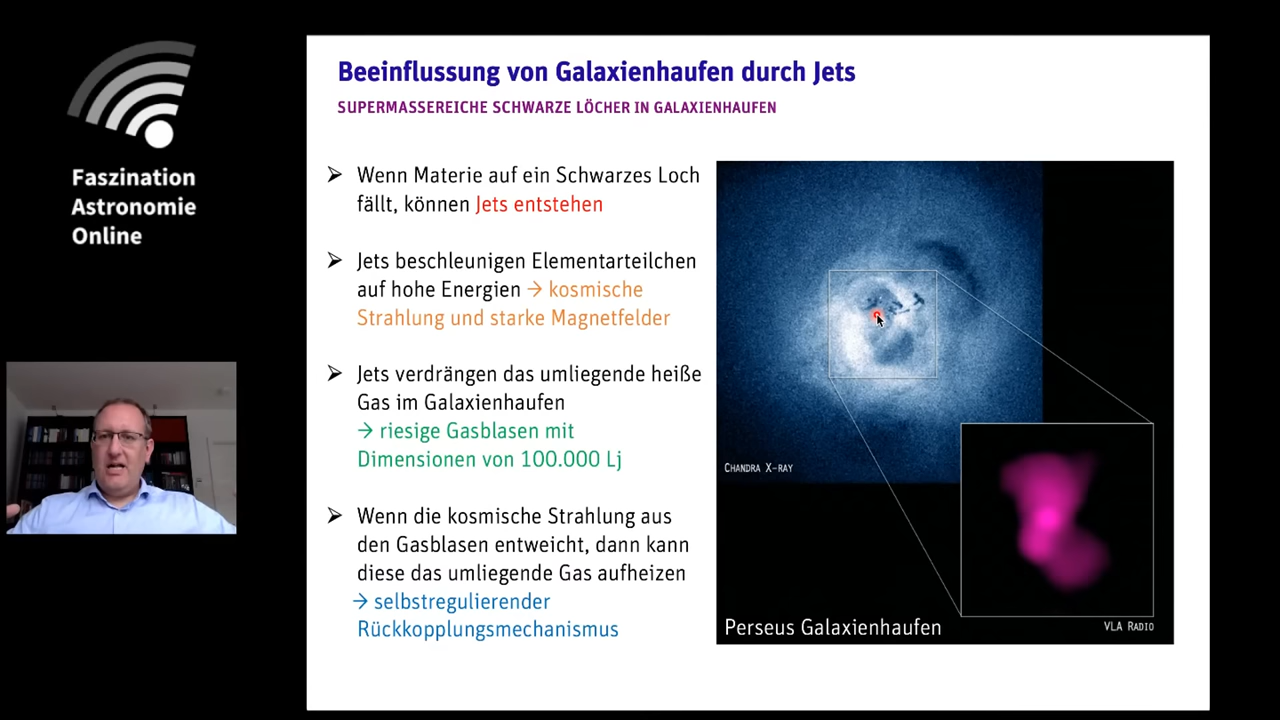 Faszination
Astronomie
Online
Beeinflussung von Galaxienhaufen durch Jets
SUPERMASSEREICHE SCHWARZE LÖCHER IN GALAXIENHAUFEN
➢ Wenn Materie auf ein Schwarzes Loch
fällt, können Jets entstehen
➢ Jets beschleunigen Elementarteilchen
auf hohe Energien → kosmische
Strahlung und starke Magnetfelder
➢ Jets verdrängen das umliegende heiße
Gas im Galaxienhaufen
→ riesige Gasblasen mit
Dimensionen von 100.000 Lj
➢ Wenn die kosmische Strahlung aus
den Gasblasen entweicht, dann kann
diese das umliegende Gas aufheizen
→ selbstregulierender
Rückkopplungsmechanismus
CHANDRA X-RAY
Perseus Galaxienhaufen
VLA RADIO